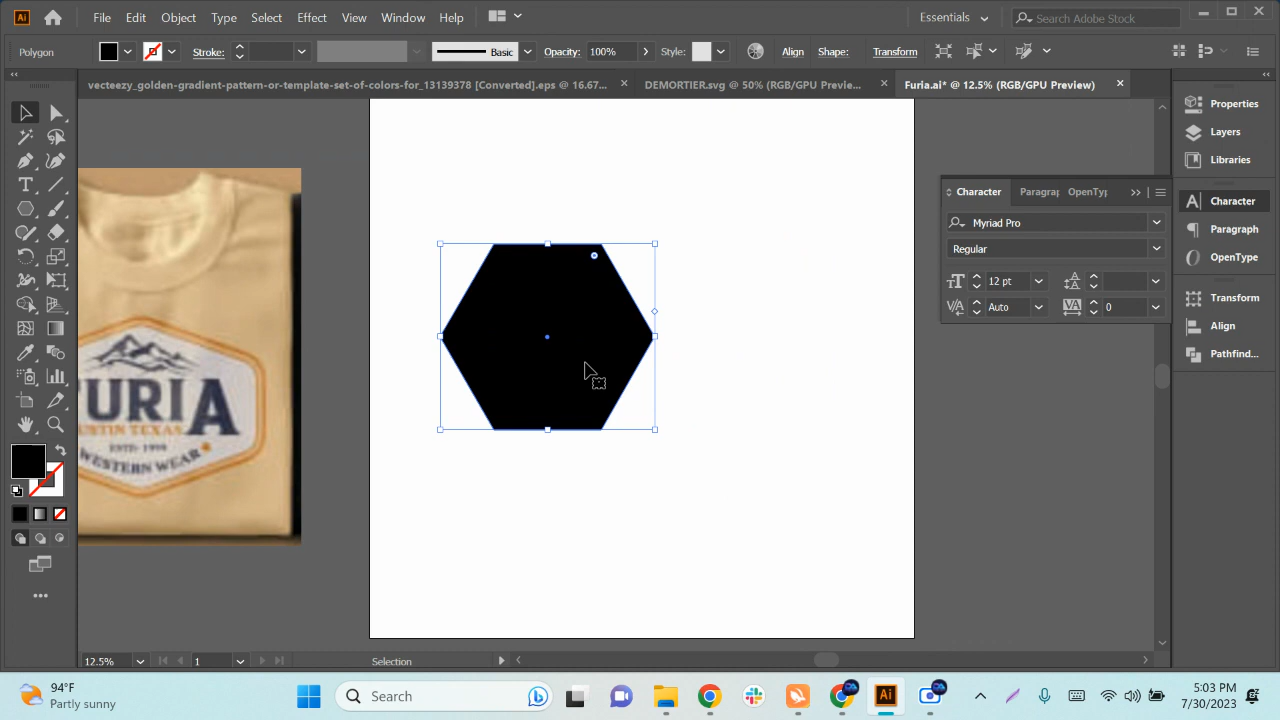 Ai File Edit Object Type Select Effect View Window Help Essentials Search Adobe Stock
Polygon Stroke: Basic Opacity: 100% Style: Align Shape: Transform
vecteezy_golden-gradient-pattern-or-template-set-of-colors-for_13139378 [Converted].eps @ 16.67... DEMORTIER.svg @ 50% (RGB/GPU Previe... Furia.ai* @ 12.5% (RGB/GPU Preview)
Properties
Layers
Libraries
Character Paragraj OpenTyp
Character
Myriad Pro
Paragraph
Regular
OpenType
12 pt
Transform
Auto 0
Align
Pathfind...
URIA
USTIN TEXAS
ESTD: 1998
WESTERN WEAR
12.5% 1 Selection
94°F
Partly sunny
Search
Ai
5:03 PM
7/30/2023